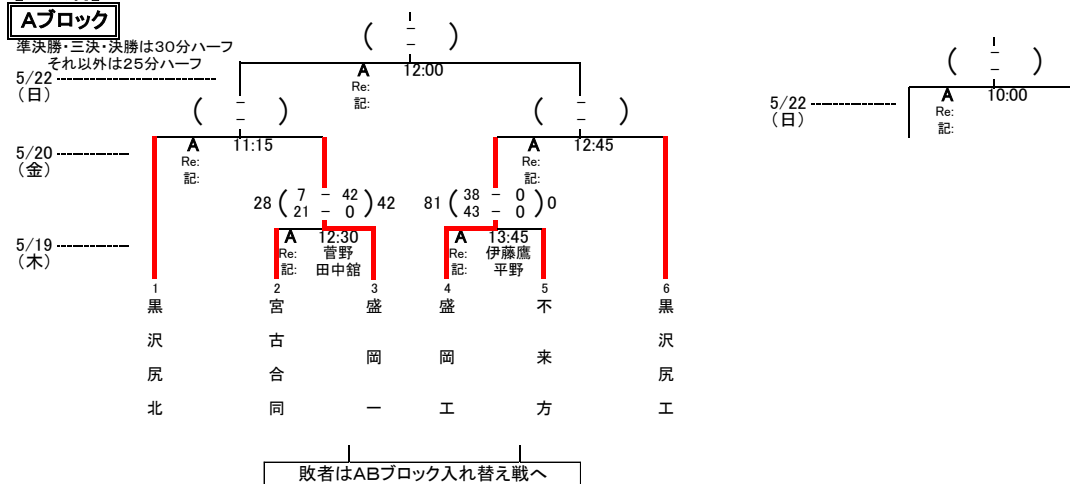 Aブロック
準決勝・三決・決勝は30分ハーフ
それ以外は25分ハーフ
5/22
(日)
( - - )
A 12:00
Re:
記:
( - - )
A 10:00
Re:
記:
5/22
(日)
( - - )
A 11:15
Re:
記:
( - - )
A 12:45
Re:
記:
5/20
(金)
28 ( 7 - 42 ) 42
21 - 0
81 ( 38 - 0 ) 0
43 - 0
5/19
(木)
A 12:30
Re: 菅野
記: 田中舘
A 13:45
Re: 伊藤鷹
記: 平野
1 黒沢尻北
2 宮古合同
3 盛岡一
4 盛岡工
5 不来方
6 黒沢尻工
敗者はABブロック入れ替え戦へ